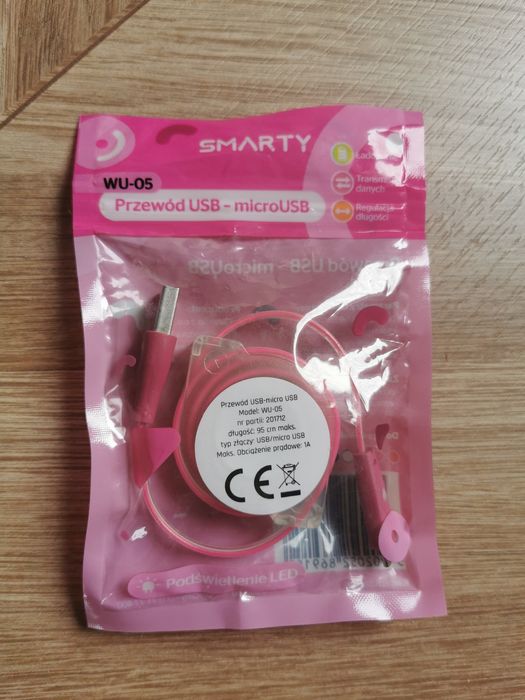 SMARTY
WU-05
Przewód USB - microUSB
Transmi
danych
Regulacja
długości
Przewód USB-micro USB
Model: WU-05
nr partii: 201712
długość: 95 cm maks.
typ złączy: USB/micro USB
Maks. Obciążenie prądowe: 1A
CE
Podświetlenie LED